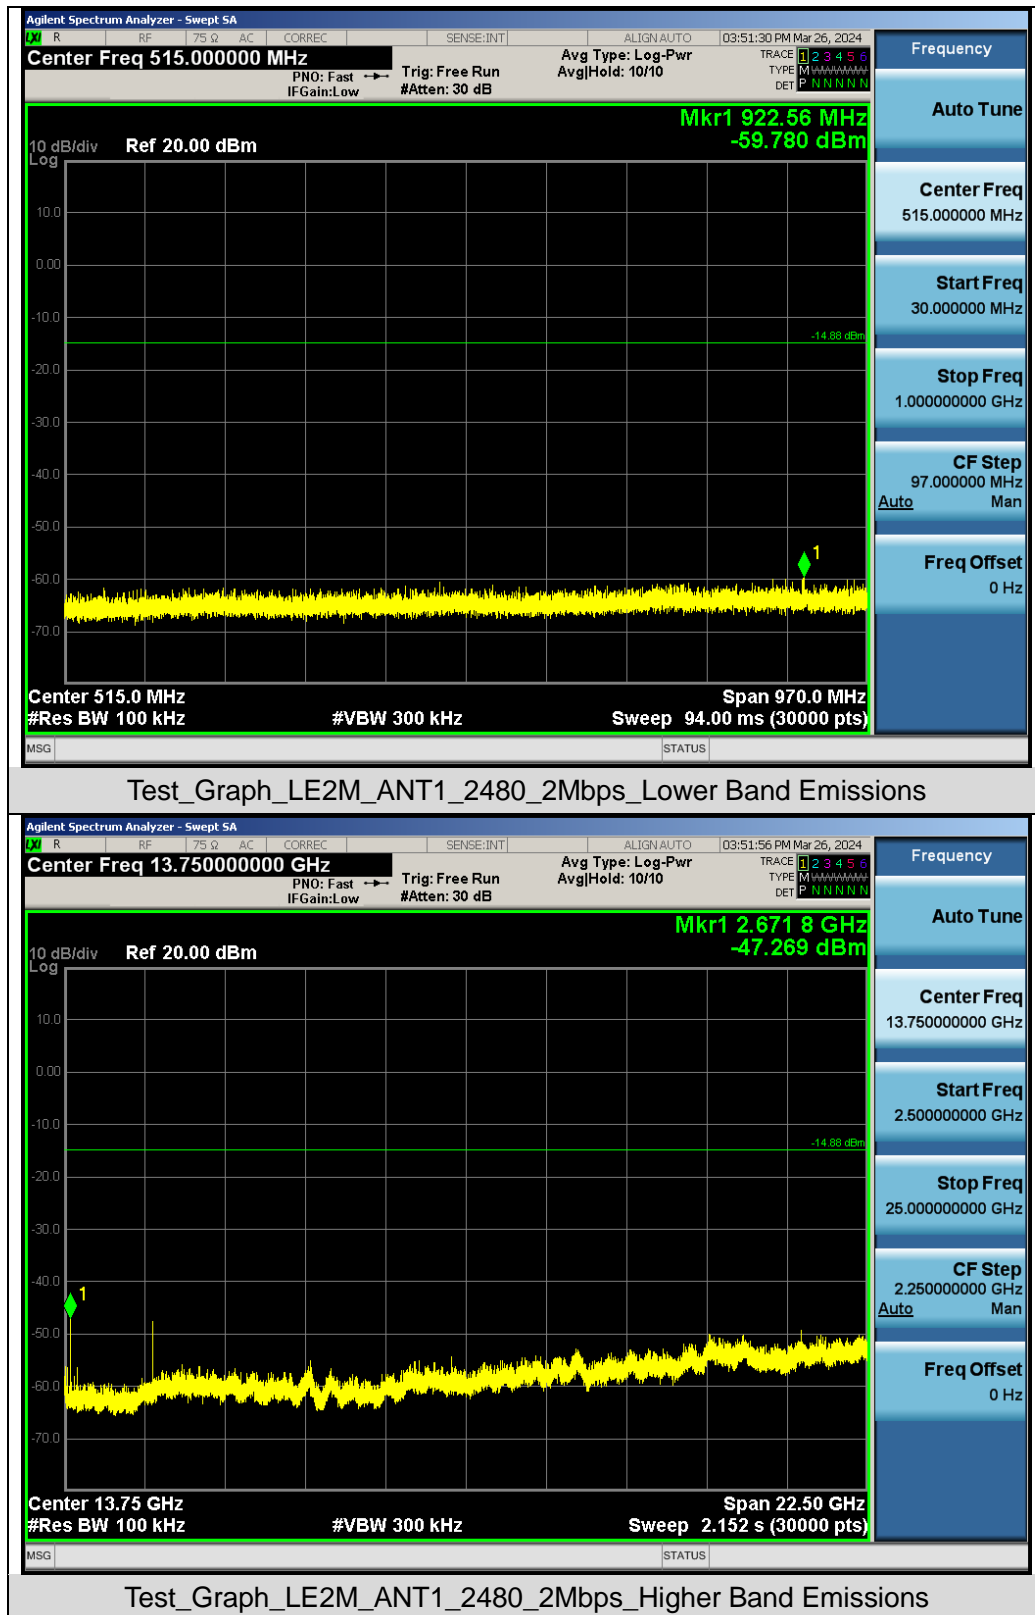 Agilent Spectrum Analyzer - Swept SA
LXI R RF 75 Ω AC CORREC SENSE:INT ALIGN AUTO 03:51:30 PM Mar 26, 2024
Center Freq 515.000000 MHz
PNO: Fast
IFGain:Low
Trig: Free Run
#Atten: 30 dB
Avg Type: Log-Pwr
Avg|Hold: 10/10
TRACE 1 2 3 4 5 6
TYPE M WWWWW
DET P N N N N N
Mkr1 922.56 MHz
-59.780 dBm
10 dB/div Ref 20.00 dBm
Log
10.0
0.00
-10.0
-14.88 dBm
-20.0
-30.0
-40.0
-50.0
1
-60.0
-70.0
Center 515.0 MHz Span 970.0 MHz
#Res BW 100 kHz #VBW 300 kHz Sweep 94.00 ms (30000 pts)
MSG STATUS
Frequency
Auto Tune
Center Freq
515.000000 MHz
Start Freq
30.000000 MHz
Stop Freq
1.000000000 GHz
CF Step
97.000000 MHz
Auto Man
Freq Offset
0 Hz
Test_Graph_LE2M_ANT1_2480_2Mbps_Lower Band Emissions
Agilent Spectrum Analyzer - Swept SA
LXI R RF 75 Ω AC CORREC SENSE:INT ALIGN AUTO 03:51:56 PM Mar 26, 2024
Center Freq 13.750000000 GHz
PNO: Fast
IFGain:Low
Trig: Free Run
#Atten: 30 dB
Avg Type: Log-Pwr
Avg|Hold: 10/10
TRACE 1 2 3 4 5 6
TYPE M WWWWW
DET P N N N N N
Mkr1 2.671 8 GHz
-47.269 dBm
10 dB/div Ref 20.00 dBm
Log
10.0
0.00
-10.0
-14.88 dBm
-20.0
-30.0
-40.0
1
-50.0
-60.0
-70.0
Center 13.75 GHz Span 22.50 GHz
#Res BW 100 kHz #VBW 300 kHz Sweep 2.152 s (30000 pts)
MSG STATUS
Frequency
Auto Tune
Center Freq
13.750000000 GHz
Start Freq
2.500000000 GHz
Stop Freq
25.000000000 GHz
CF Step
2.250000000 GHz
Auto Man
Freq Offset
0 Hz
Test_Graph_LE2M_ANT1_2480_2Mbps_Higher Band Emissions